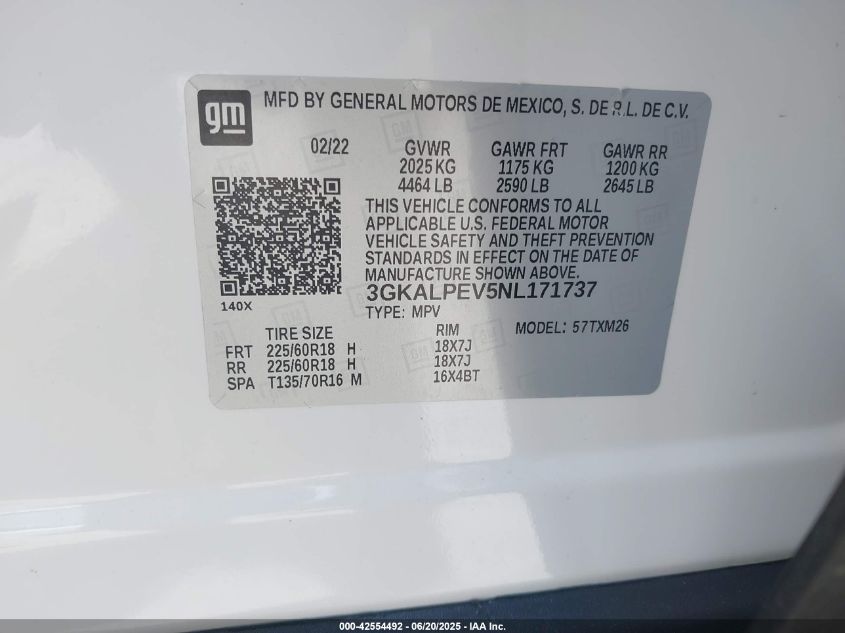 gm
MFD BY GENERAL MOTORS DE MEXICO, S. DE R.L. DE C.V.
02/22 GVWR GAWR FRT GAWR RR
2025 KG 1175 KG 1200 KG
4464 LB 2590 LB 2645 LB
THIS VEHICLE CONFORMS TO ALL
APPLICABLE U.S. FEDERAL MOTOR
VEHICLE SAFETY AND THEFT PREVENTION
STANDARDS IN EFFECT ON THE DATE OF
MANUFACTURE SHOWN ABOVE.
140X
3GKALPEV5NL171737
TYPE: MPV
MODEL: 57TXM26
TIRE SIZE RIM
FRT 225/60R18 H 18X7J
RR 225/60R18 H 18X7J
SPA T135/70R16 M 16X4BT
000-42554492 - 06/20/2025 - IAA Inc.